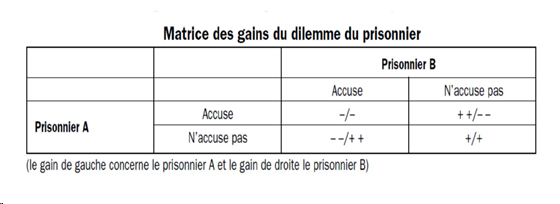 Matrice des gains du dilemme du prisonnier
Prisonnier B
Accuse N'accuse pas
Prisonnier A
Accuse –/– + +/– –
N'accuse pas – –/+ + +/+
(le gain de gauche concerne le prisonnier A et le gain de droite le prisonnier B)